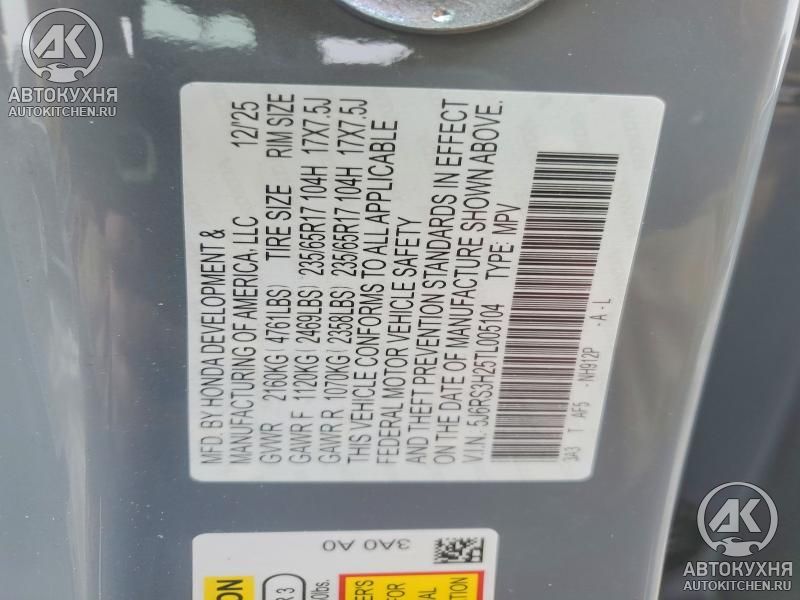 АВТОКУХНЯ
AUTOKITCHEN.RU
MFD. BY HONDA DEVELOPMENT &
MANUFACTURING OF AMERICA, LLC 12/'25
GVWR 2160KG ( 4761LBS) TIRE SIZE RIM SIZE
GAWR F 1120KG ( 2469LBS) 235/65R17 104H 17X7.5J
GAWR R 1070KG ( 2358LBS) 235/65R17 104H 17X7.5J
THIS VEHICLE CONFORMS TO ALL APPLICABLE
FEDERAL MOTOR VEHICLE SAFETY
AND THEFT PREVENTION STANDARDS IN EFFECT
ON THE DATE OF MANUFACTURE SHOWN ABOVE.
V.I.N. 5J6RS3H25TL005104 TYPE: MPV
3A3 T AF5 -NH912P -A - L
3A0 A0
АВТОКУХНЯ
AUTOKITCHEN.RU